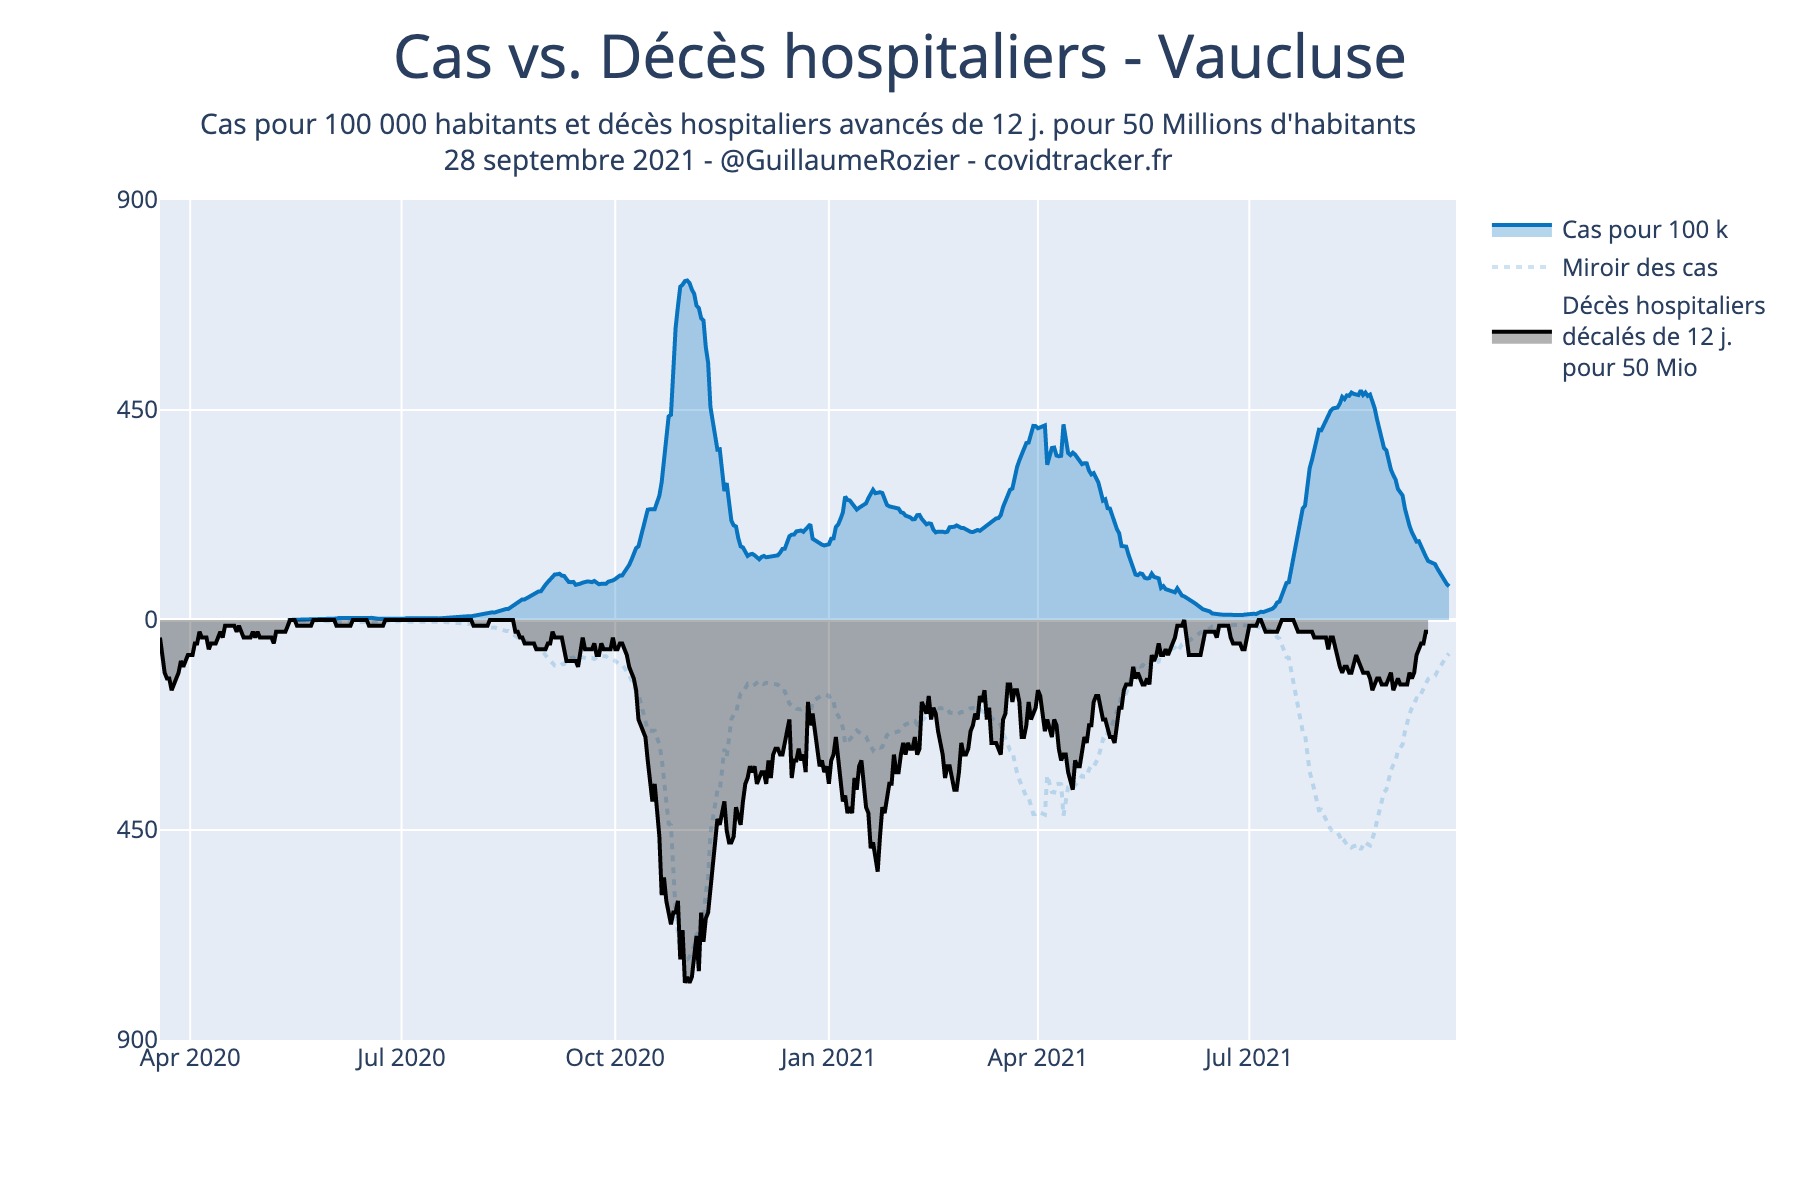 Cas vs. Décès hospitaliers - Vaucluse
Cas pour 100 000 habitants et décès hospitaliers avancés de 12 j. pour 50 Millions d'habitants
28 septembre 2021 - @GuillaumeRozier - covidtracker.fr
900
450
0
450
900
Apr 2020
Jul 2020
Oct 2020
Jan 2021
Apr 2021
Jul 2021
Cas pour 100 k
Miroir des cas
Décès hospitaliers
décalés de 12 j.
pour 50 Mio